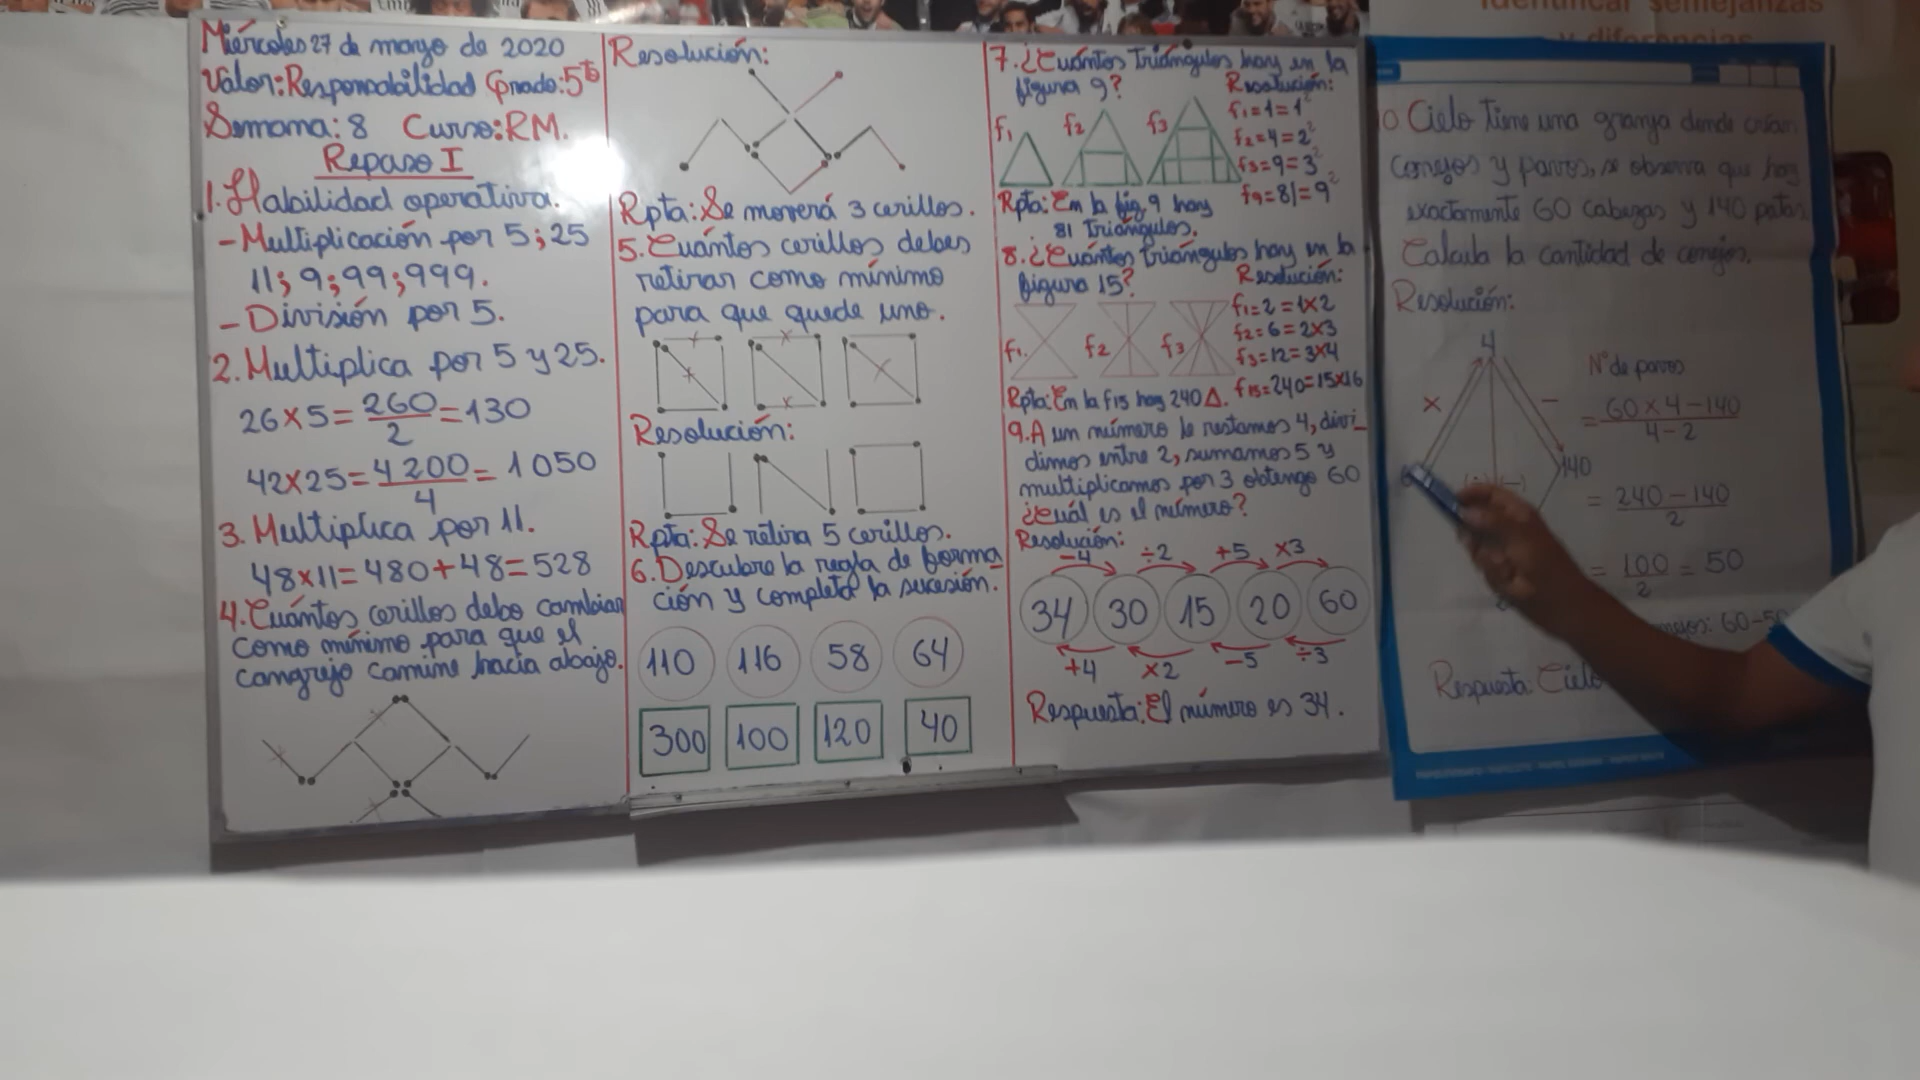 Miércoles 27 de mayo de 2020
Valor: Responsabilidad Grado: 5to
Semana: 8 Curso: RM.
Repaso I
1. Habilidad operativa.
- Multiplicación por 5; 25
11; 9; 99; 999.
- División por 5.
2. Multiplica por 5 y 25.
26×5=260/2=130
42×25=4200/4=1050
3. Multiplica por 11.
48×11=480+48=528
4. Cuántos cerillos debo cambiar
como mínimo para que el
cangrejo camine hacia abajo.
Resolución:
Rpta: Se moverá 3 cerillos.
5. Cuántos cerillos debes
retirar como mínimo
para que quede uno.
Resolución:
Rpta: Se retira 5 cerillos.
6. Descubre la regla de forma
ción y completa la sucesión.
110 116 58 64
300 100 120 40
7. ¿Cuántos triángulos hay en la
figura 9?
Resolución:
f1 f2 f3
f1=1=1²
f2=4=2²
f3=9=3²
f9=81=9²
Rpta: En la fig. 9 hay
81 triángulos.
8. ¿Cuántos triángulos hay en la
figura 15?
Resolución:
f1. f2 f3
f1=2=1×2
f2=6=2×3
f3=12=3×4
f15=240=15×16
Rpta: En la f15 hay 240 Δ.
9. A un número le restamos 4, divi_
dimos entre 2, sumamos 5 y
multiplicamos por 3 obtengo 60
¿Cuál es el número?
Resolución:
-4 ÷2 +5 ×3
34 30 15 20 60
+4 ×2 -5 ÷3
Respuesta: El número es 34.
identificar semejanzas
y diferencias
0 Cielo tiene una granja donde crían
conejos y pavos, se observa que hay
exactamente 60 cabezas y 140 patas
Calcula la cantidad de conejos.
Resolución:
4
× -
140
N° de pavos
= 60×4-140/4-2
= 240-140/2
= 100/2 = 50
60-50
Respuesta: Cielo